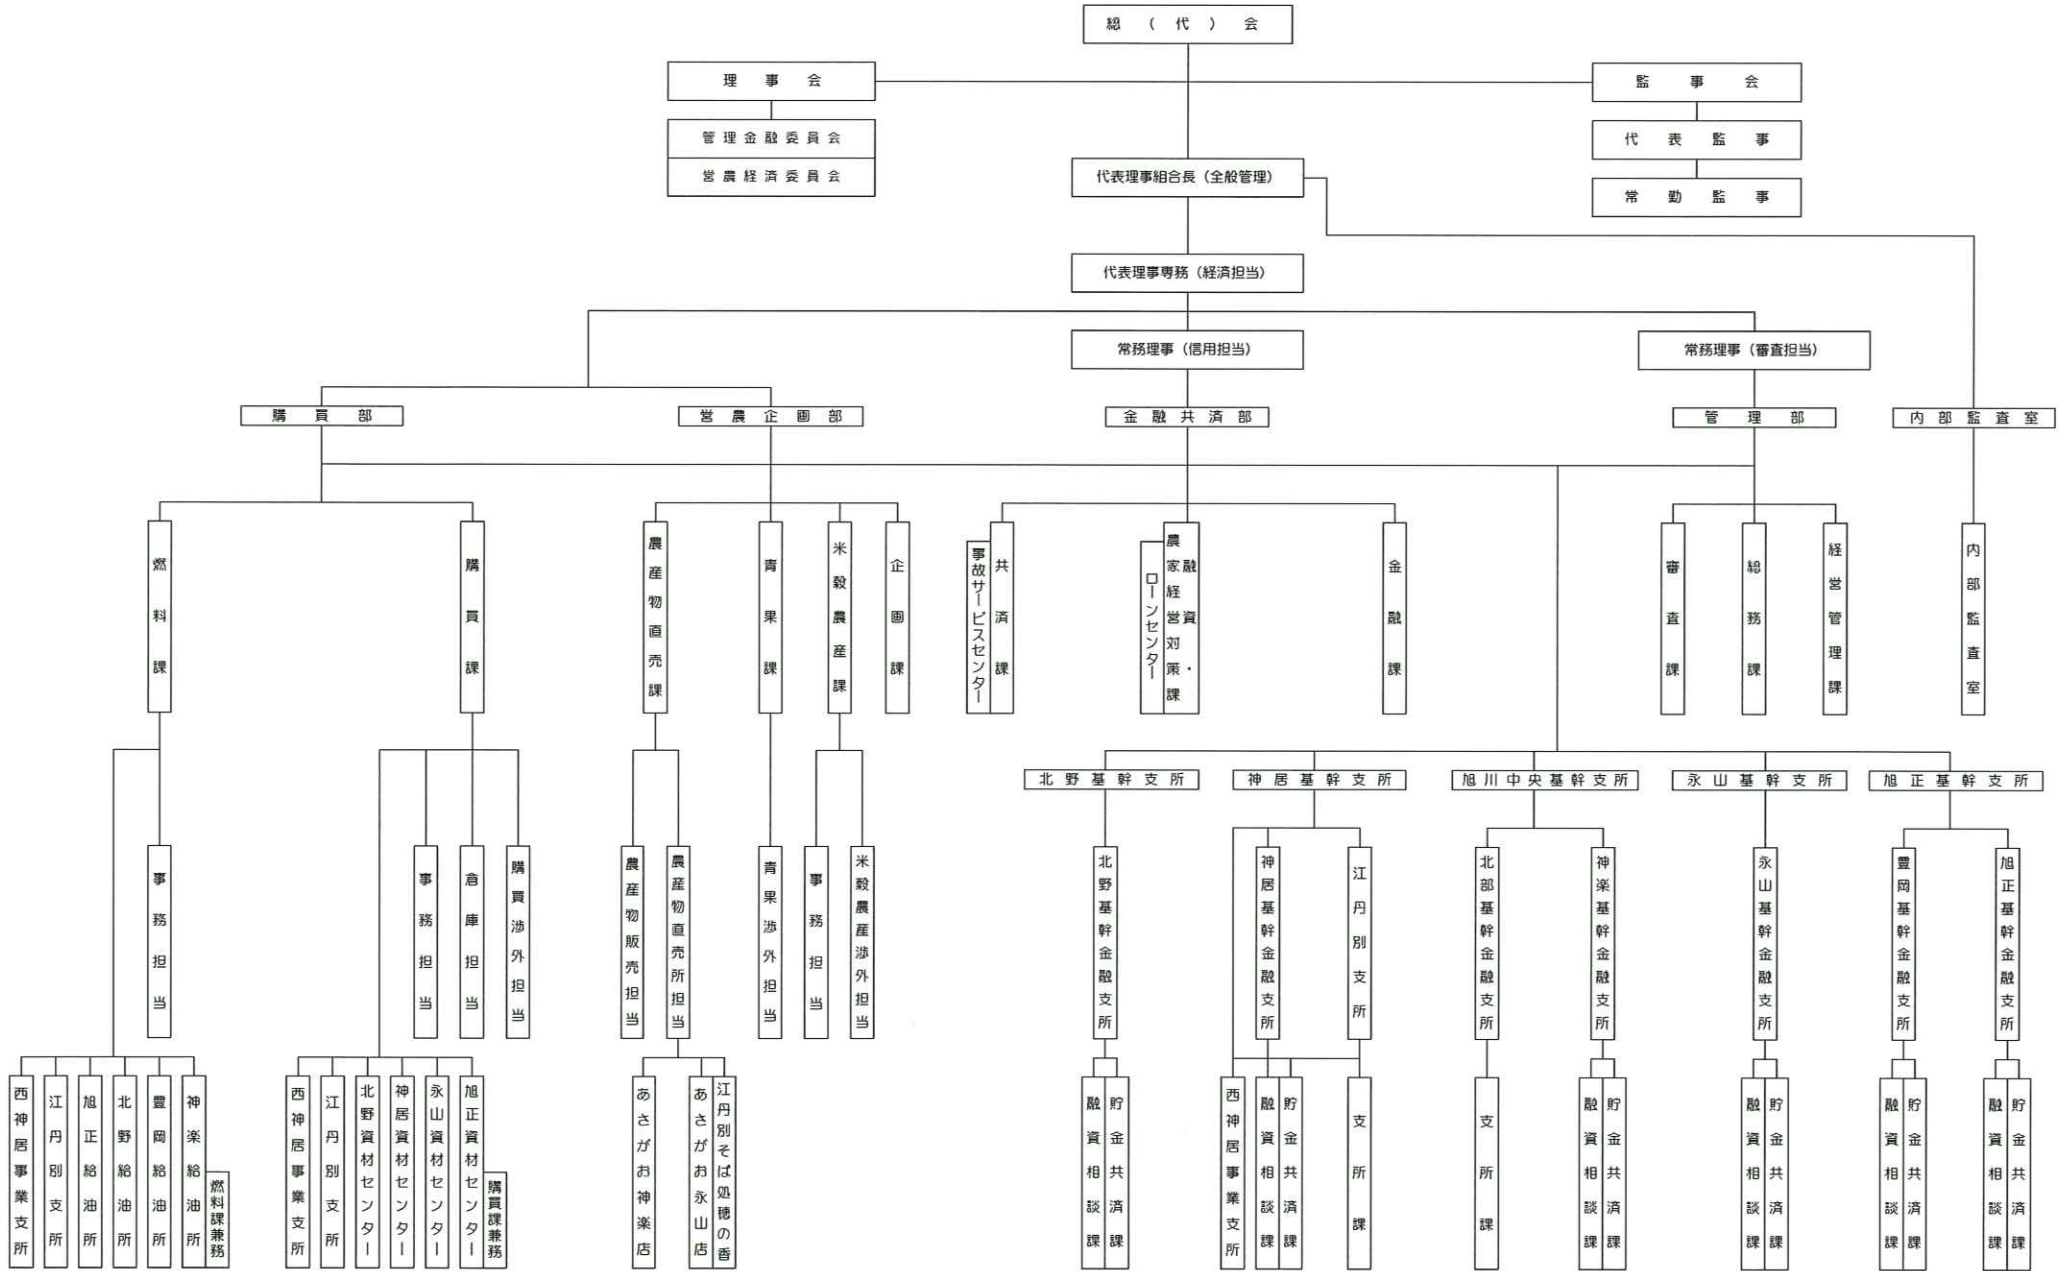 総（代）会
理事会
監事会
管理金融委員会
営農経済委員会
代表監事
常勤監事
代表理事組合長（全般管理）
代表理事専務（経済担当）
常務理事（信用担当）
常務理事（審査担当）
購買部
営農企画部
金融共済部
管理部
内部監査室
燃料課
購買課
農産物直売課
青果課
米穀農産課
企画課
事故サービスセンター
共済課
ローンセンター
融資・
農家経営対策課
金融課
審査課
総務課
経営管理課
内部監査室
北野基幹支所
神居基幹支所
旭川中央基幹支所
永山基幹支所
旭正基幹支所
事務担当
事務担当
倉庫担当
購買渉外担当
農産物販売担当
農産物直売所担当
青果渉外担当
事務担当
米穀農産渉外担当
北野基幹金融支所
神居基幹金融支所
江丹別支所
北部基幹金融支所
神楽基幹金融支所
永山基幹金融支所
豊岡基幹金融支所
旭正基幹金融支所
西神居事業支所
江丹別支所
旭正給油所
北野給油所
豊岡給油所
神楽給油所
燃料課兼務
西神居事業支所
江丹別支所
北野資材センター
神居資材センター
永山資材センター
旭正資材センター
購買課兼務
あさがお神楽店
あさがお永山店
江丹別そば処穂の香
融資相談課
貯金共済課
西神居事業支所
融資相談課
貯金共済課
支所課
支所課
融資相談課
貯金共済課
融資相談課
貯金共済課
融資相談課
貯金共済課
融資相談課
貯金共済課